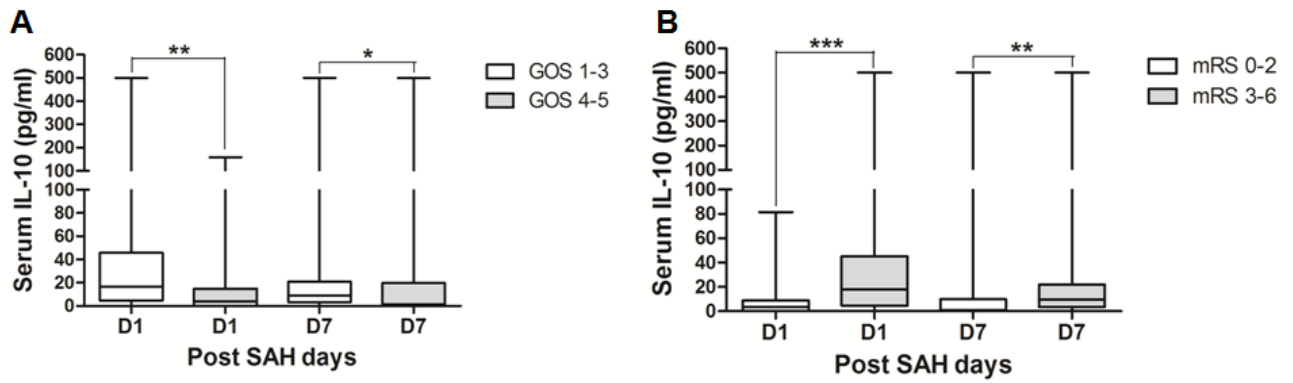 A
**
*
600
500
400
300
200
100
100
80
60
40
20
0
Serum IL-10 (pg/ml)
D1 D1 D7 D7
Post SAH days
GOS 1-3
GOS 4-5
B
***
**
600
500
400
300
200
100
100
80
60
40
20
0
Serum IL-10 (pg/ml)
D1 D1 D7 D7
Post SAH days
mRS 0-2
mRS 3-6